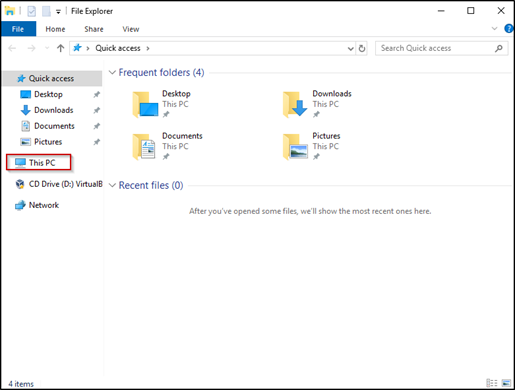 File Explorer
File Home Share View
Quick access
Search Quick access
Quick access
Desktop
Downloads
Documents
Pictures
This PC
CD Drive (D:) VirtualB
Network
Frequent folders (4)
Desktop
This PC
Downloads
This PC
Documents
This PC
Pictures
This PC
Recent files (0)
After you've opened some files, we'll show the most recent ones here.
4 items